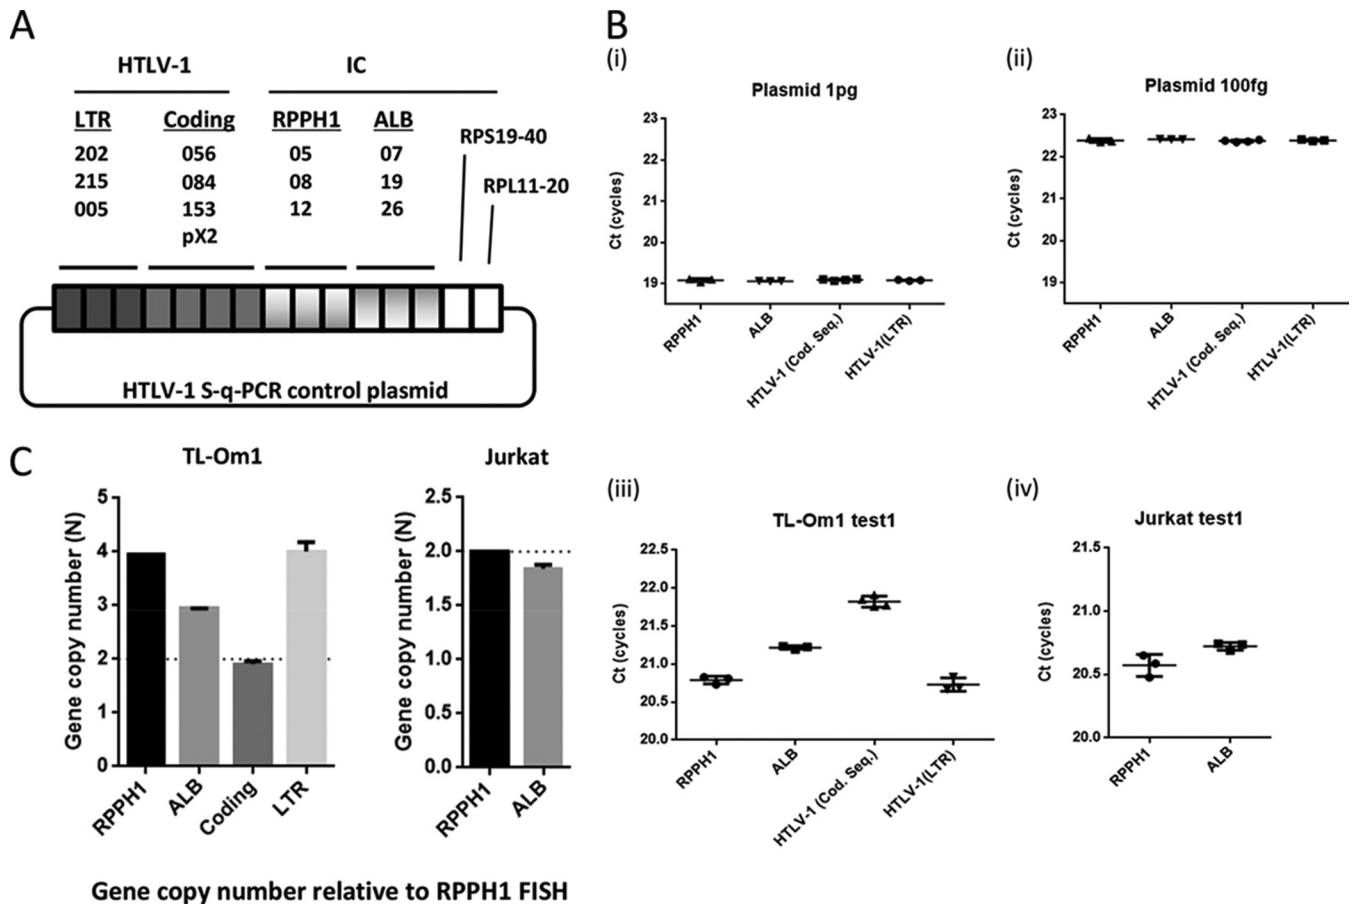 A
HTLV-1 IC
LTR Coding RPPH1 ALB
202 056 05 07
215 084 08 19
005 153 12 26
pX2
RPS19-40
RPL11-20
HTLV-1 S-q-PCR control plasmid
B
(i)
Plasmid 1pg
Ct (cycles)
23
22
21
20
19
RPPH1
ALB
HTLV-1 (Cod. Seq.)
HTLV-1(LTR)
(ii)
Plasmid 100fg
Ct (cycles)
23
22
21
20
19
RPPH1
ALB
HTLV-1 (Cod. Seq.)
HTLV-1(LTR)
(iii)
TL-Om1 test1
Ct (cycles)
22.5
22.0
21.5
21.0
20.5
20.0
RPPH1
ALB
HTLV-1 (Cod. Seq.)
HTLV-1(LTR)
(iv)
Jurkat test1
Ct (cycles)
21.5
21.0
20.5
20.0
RPPH1
ALB
C
TL-Om1
Gene copy number (N)
5
4
3
2
1
0
RPPH1
ALB
Coding
LTR
Jurkat
Gene copy number (N)
2.5
2.0
1.5
1.0
0.5
0.0
RPPH1
ALB
Gene copy number relative to RPPH1 FISH